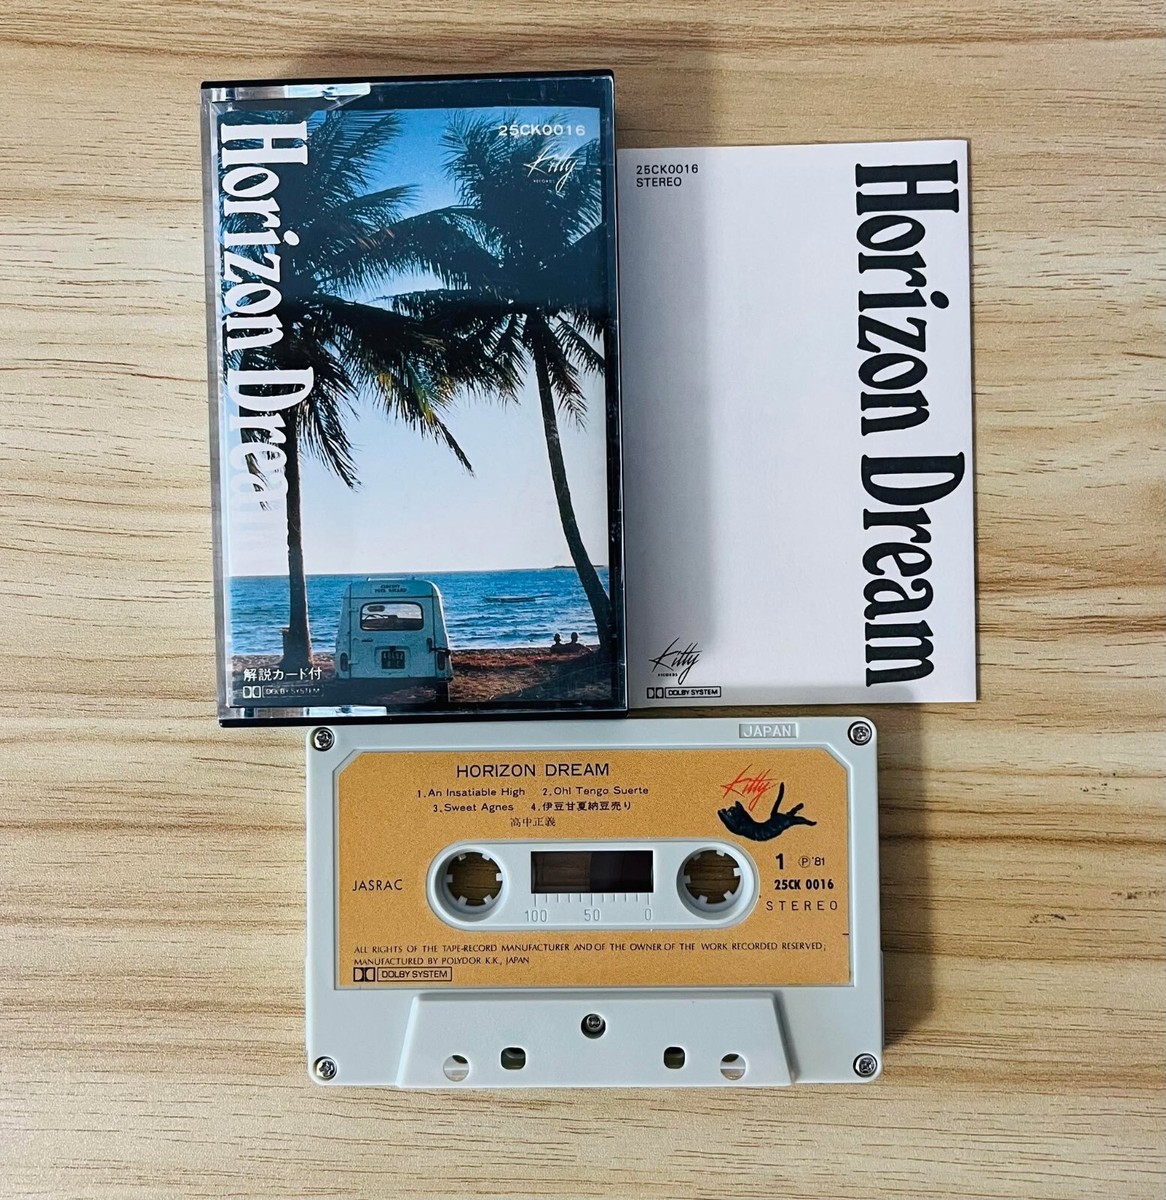 Horizon Dream
25CK0016
Kitty
RECORDS
解説カード付
DOLBY SYSTEM
25CK0016
STEREO
Horizon Dream
Kitty
RECORDS
DOLBY SYSTEM
JAPAN
HORIZON DREAM
1.An Insatiable High 2.Oh! Tengo Suerte
3.Sweet Agnes 4.伊豆甘夏納豆売り
高中正義
Kitty
1 Ⓟ'81
JASRAC
25CK 0016
STEREO
100 50 0
ALL RIGHTS OF THE TAPE-RECORD MANUFACTURER AND OF THE OWNER OF THE WORK RECORDED RESERVED;
MANUFACTURED BY POLYDOR K.K., JAPAN
DOLBY SYSTEM